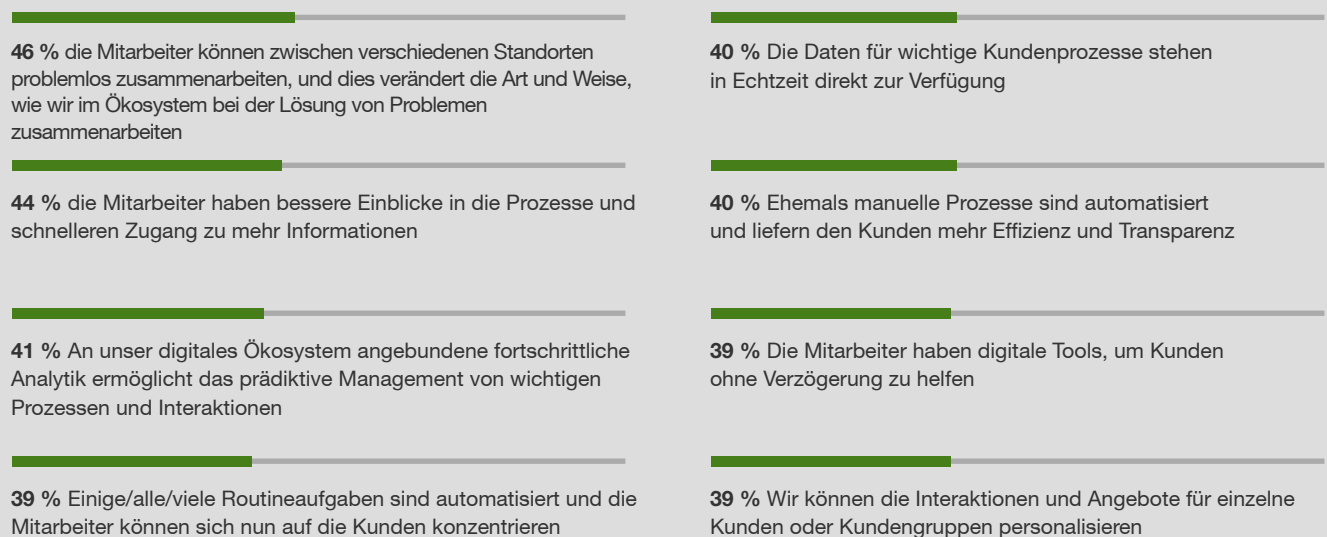 46 % die Mitarbeiter können zwischen verschiedenen Standorten
problemlos zusammenarbeiten, und dies verändert die Art und Weise,
wie wir im Ökosystem bei der Lösung von Problemen
zusammenarbeiten
44 % die Mitarbeiter haben bessere Einblicke in die Prozesse und
schnelleren Zugang zu mehr Informationen
41 % An unser digitales Ökosystem angebundene fortschrittliche
Analytik ermöglicht das prädiktive Management von wichtigen
Prozessen und Interaktionen
39 % Einige/alle/viele Routineaufgaben sind automatisiert und die
Mitarbeiter können sich nun auf die Kunden konzentrieren
40 % Die Daten für wichtige Kundenprozesse stehen
in Echtzeit direkt zur Verfügung
40 % Ehemals manuelle Prozesse sind automatisiert
und liefern den Kunden mehr Effizienz und Transparenz
39 % Die Mitarbeiter haben digitale Tools, um Kunden
ohne Verzögerung zu helfen
39 % Wir können die Interaktionen und Angebote für einzelne
Kunden oder Kundengruppen personalisieren